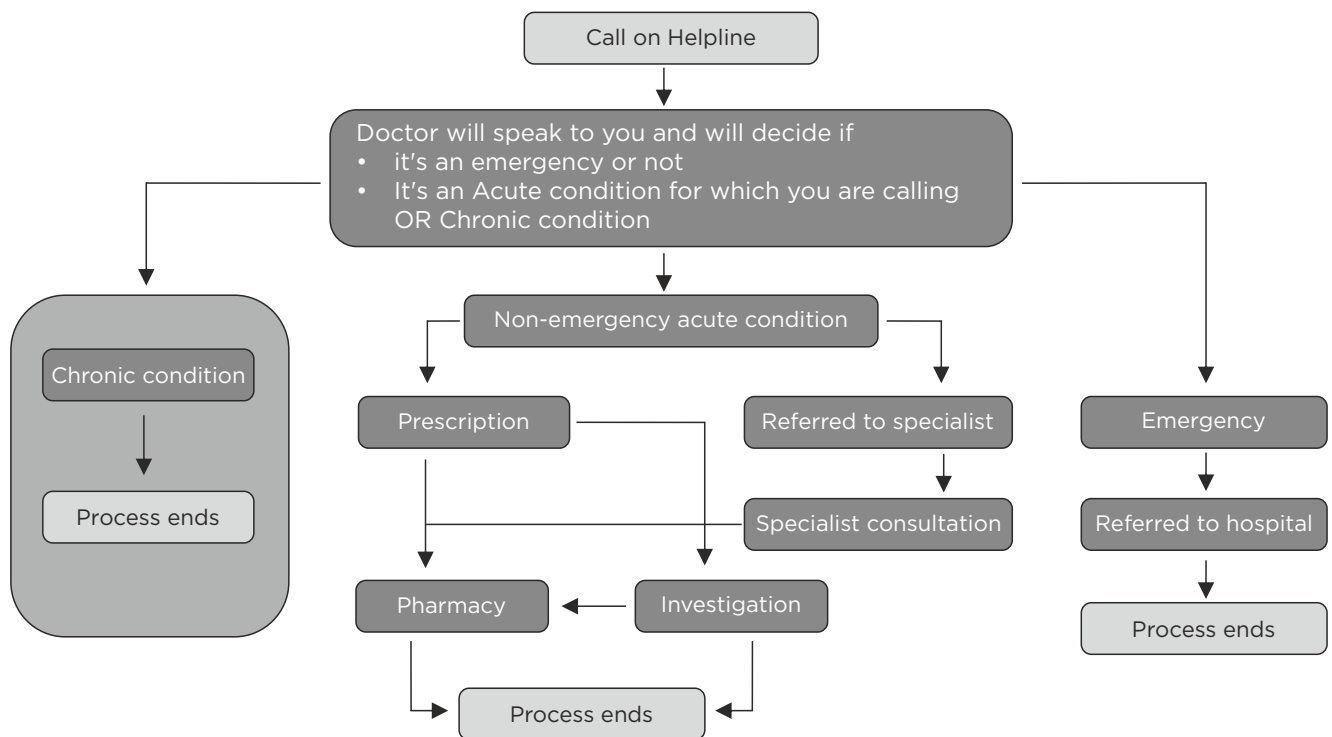 Call on Helpline
Doctor will speak to you and will decide if
• it's an emergency or not
• It's an Acute condition for which you are calling
OR Chronic condition
Non-emergency acute condition
Chronic condition
Prescription
Referred to specialist
Emergency
Process ends
Specialist consultation
Referred to hospital
Pharmacy
Investigation
Process ends
Process ends